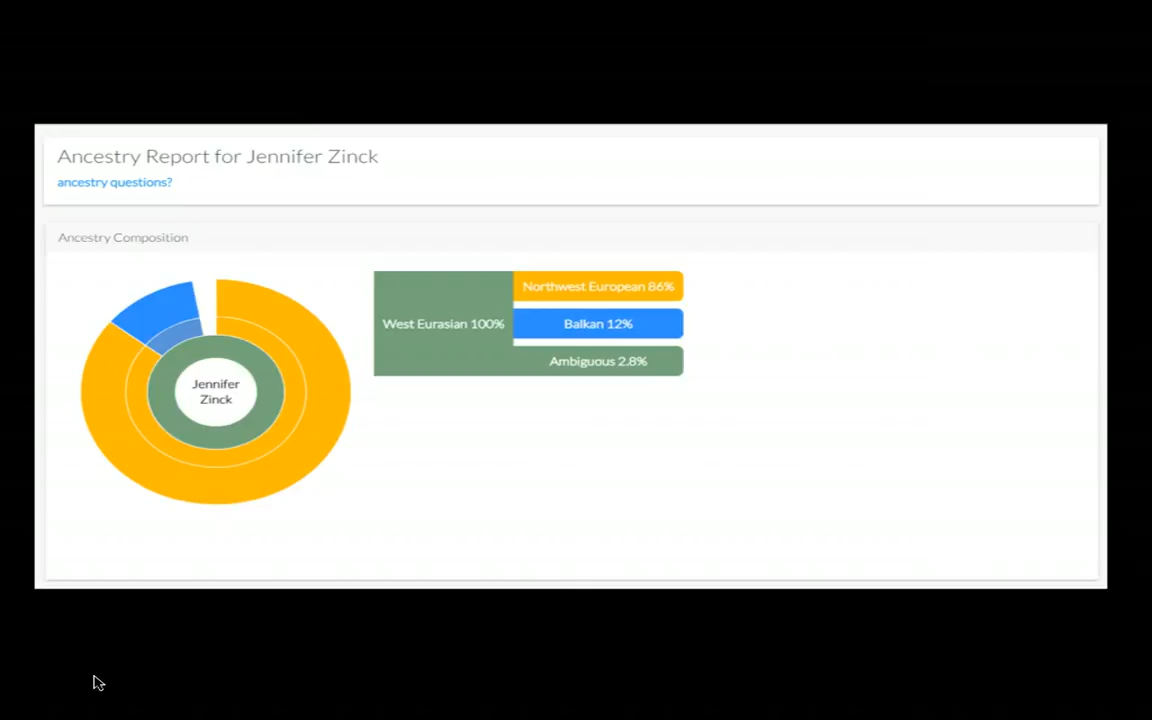 Ancestry Report for Jennifer Zinck
ancestry questions?
Ancestry Composition
Jennifer
Zinck
West Eurasian 100%
Northwest European 86%
Balkan 12%
Ambiguous 2.8%